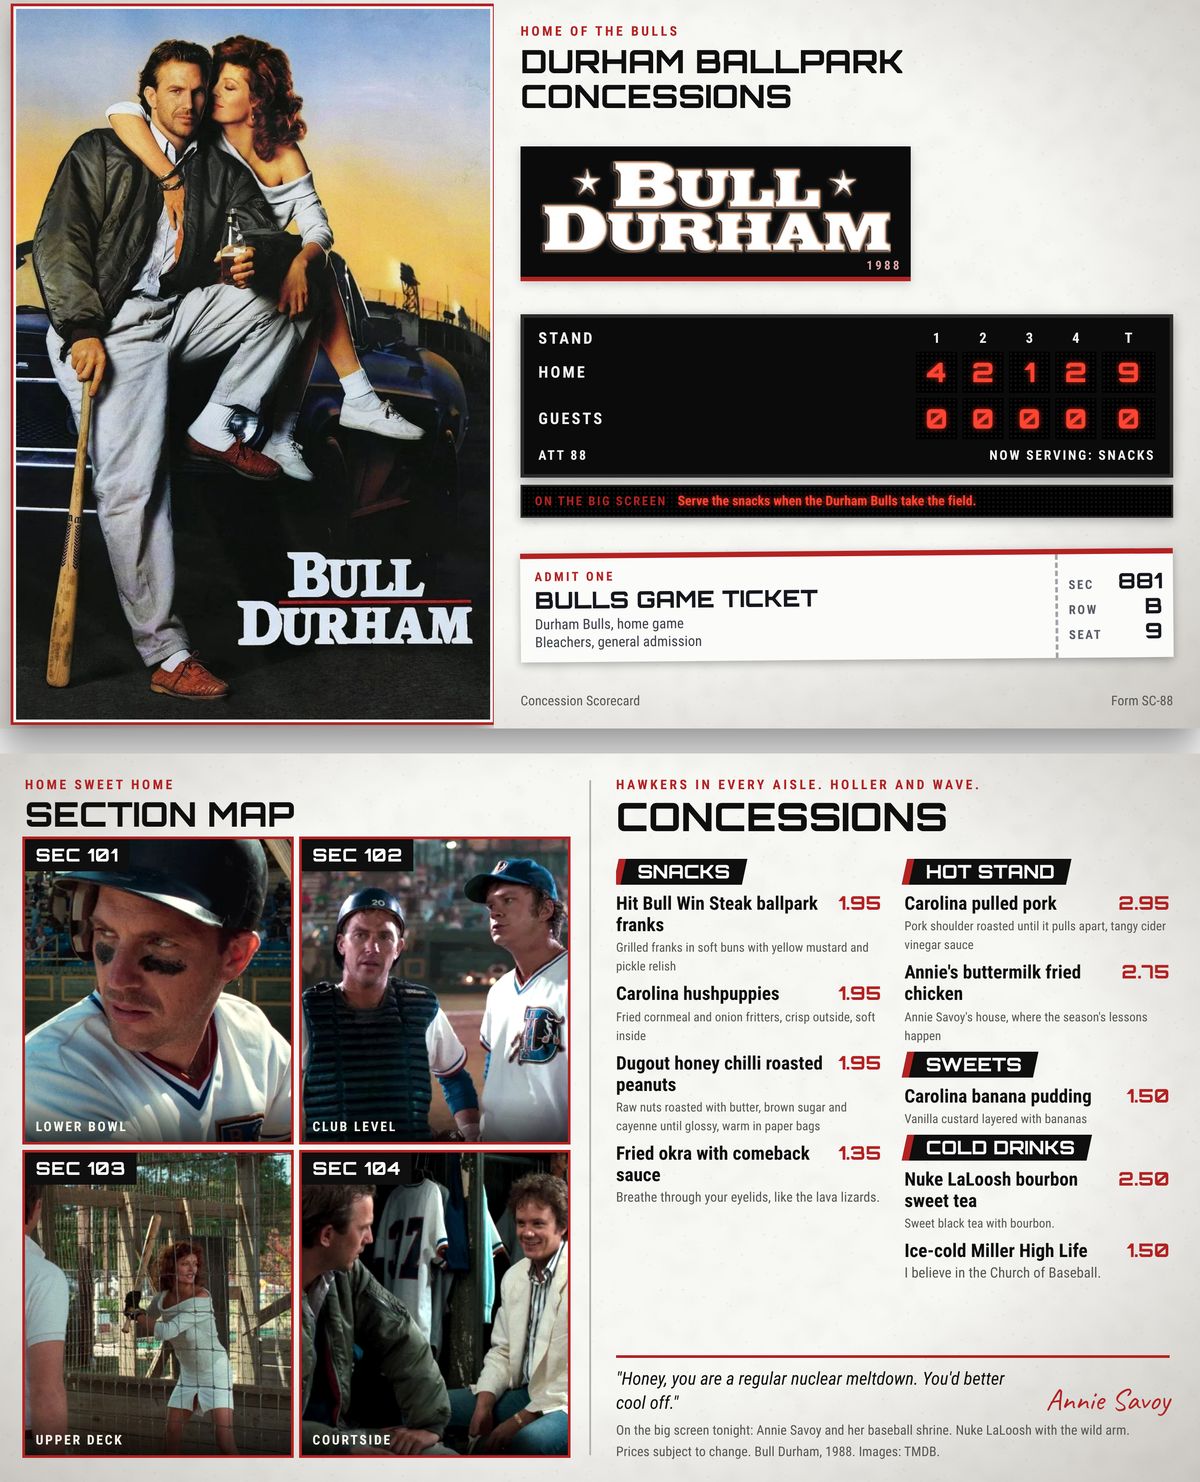 BULL
DURHAM
HOME OF THE BULLS
DURHAM BALLPARK
CONCESSIONS
BULL
DURHAM
1988
STAND 1 2 3 4 T
HOME 4 2 1 2 9
GUESTS 0 0 0 0 0
ATT 88 NOW SERVING: SNACKS
ON THE BIG SCREEN Serve the snacks when the Durham Bulls take the field.
ADMIT ONE
BULLS GAME TICKET
Durham Bulls, home game
Bleachers, general admission
SEC 881
ROW B
SEAT 9
Concession Scorecard Form SC-88
HOME SWEET HOME
SECTION MAP
SEC 101
LOWER BOWL
SEC 102
20
D
CLUB LEVEL
SEC 103
UPPER DECK
SEC 104
37
COURTSIDE
HAWKERS IN EVERY AISLE. HOLLER AND WAVE.
CONCESSIONS
SNACKS
Hit Bull Win Steak ballpark 1.95
franks
Grilled franks in soft buns with yellow mustard and
pickle relish
Carolina hushpuppies 1.95
Fried cornmeal and onion fritters, crisp outside, soft
inside
Dugout honey chilli roasted 1.95
peanuts
Raw nuts roasted with butter, brown sugar and
cayenne until glossy, warm in paper bags
Fried okra with comeback 1.35
sauce
Breathe through your eyelids, like the lava lizards.
HOT STAND
Carolina pulled pork 2.95
Pork shoulder roasted until it pulls apart, tangy cider
vinegar sauce
Annie's buttermilk fried 2.75
chicken
Annie Savoy's house, where the season's lessons
happen
SWEETS
Carolina banana pudding 1.50
Vanilla custard layered with bananas
COLD DRINKS
Nuke LaLoosh bourbon 2.50
sweet tea
Sweet black tea with bourbon.
Ice-cold Miller High Life 1.50
I believe in the Church of Baseball.
"Honey, you are a regular nuclear meltdown. You'd better
cool off."
Annie Savoy
On the big screen tonight: Annie Savoy and her baseball shrine. Nuke LaLoosh with the wild arm.
Prices subject to change. Bull Durham, 1988. Images: TMDB.